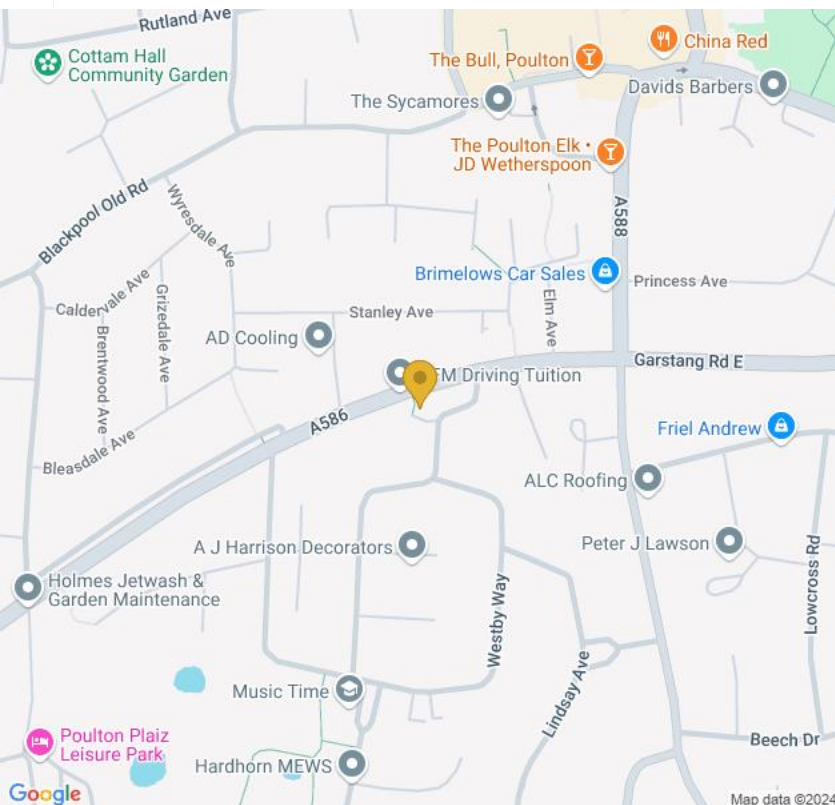 Rutland Ave
Cottam Hall
Community Garden
The Bull, Poulton
China Red
The Sycamores
Davids Barbers
The Poulton Elk •
JD Wetherspoon
Blackpool Old Rd
Wyresdale Ave
A588
Brimelows Car Sales
Princess Ave
Caldervale Ave
Grizedale Ave
Brentwood Ave
Stanley Ave
Elm Ave
AD Cooling
FM Driving Tuition
Garstang Rd E
A586
Bleasdale Ave
Friel Andrew
ALC Roofing
A J Harrison Decorators
Peter J Lawson
Holmes Jetwash &
Garden Maintenance
Westby Way
Lowcross Rd
Music Time
Lindsay Ave
Poulton Plaiz
Leisure Park
Beech Dr
Hardhorn MEWS
Google
Map data ©2024